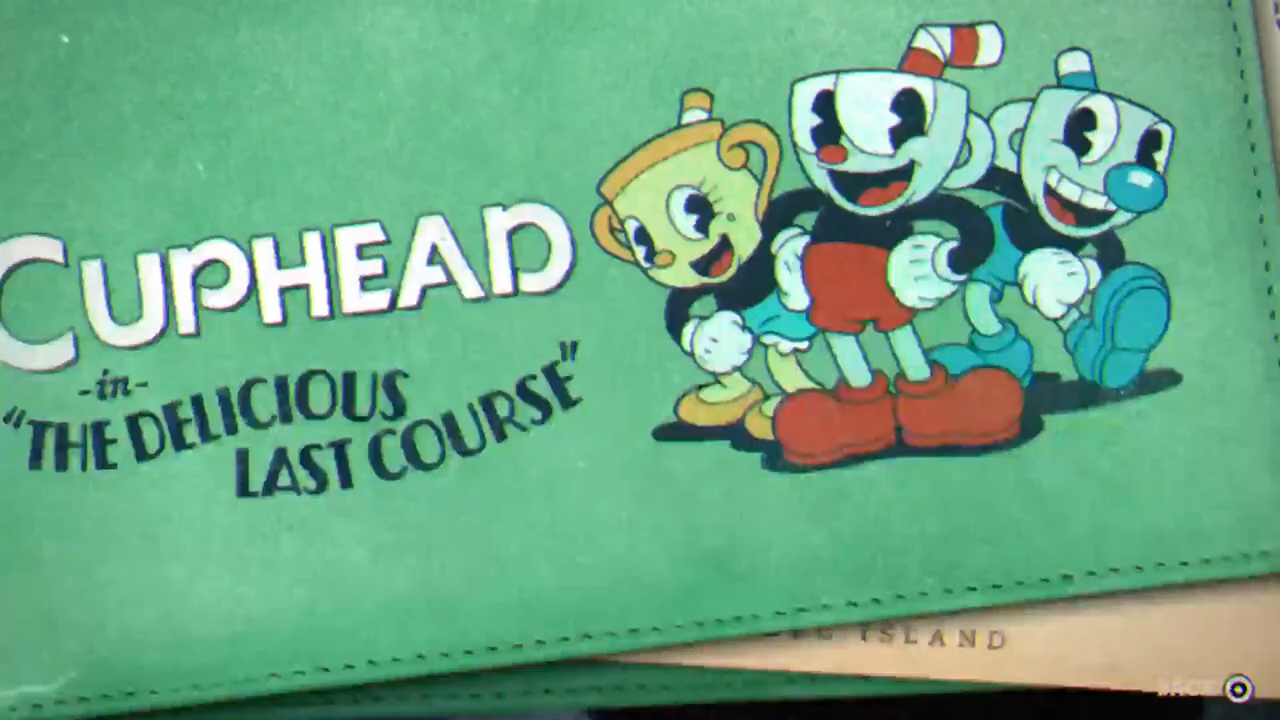 CUPHEAD
-in-
"THE DELICIOUS
LAST COURSE"
ISLAND